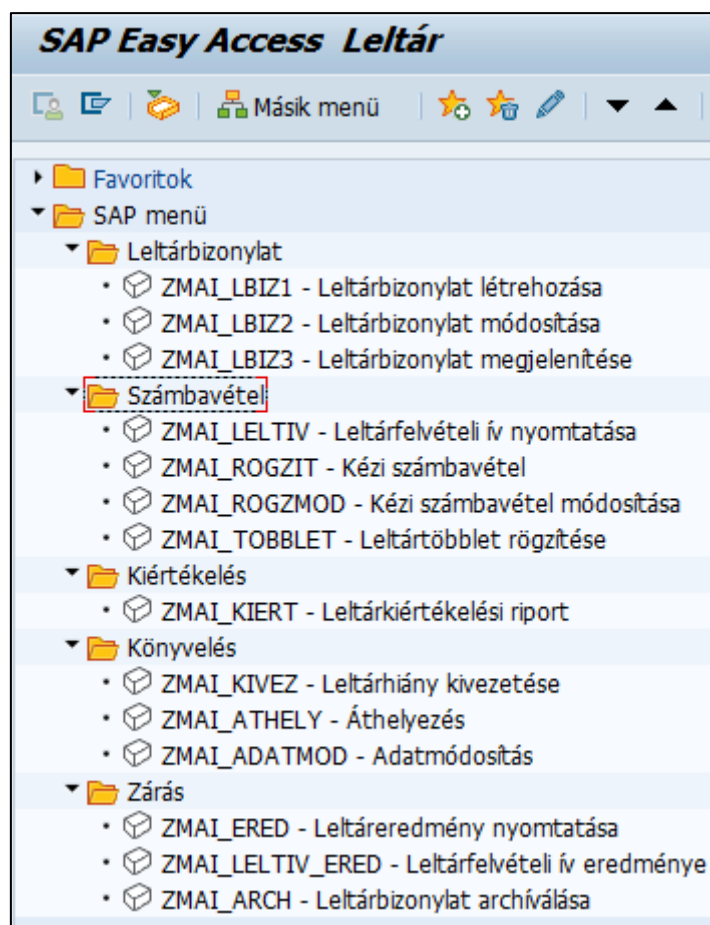 SAP Easy Access Leltár
Másik menü
Favoritok
SAP menü
Leltárbizonylat
ZMAI_LBIZ1 - Leltárbizonylat létrehozása
ZMAI_LBIZ2 - Leltárbizonylat módosítása
ZMAI_LBIZ3 - Leltárbizonylat megjelenítése
Számbavétel
ZMAI_LELTIV - Leltárfelvételi ív nyomtatása
ZMAI_ROGZIT - Kézi számbavétel
ZMAI_ROGZMOD - Kézi számbavétel módosítása
ZMAI_TOBBLET - Leltártöbblet rögzítése
Kiértékelés
ZMAI_KIERT - Leltárkiértékelési riport
Könyvelés
ZMAI_KIVEZ - Leltárhiány kivezetése
ZMAI_ATHELY - Áthelyezés
ZMAI_ADATMOD - Adatmódosítás
Zárás
ZMAI_ERED - Leltáreredmény nyomtatása
ZMAI_LELTIV_ERED - Leltárfelvételi ív eredménye
ZMAI_ARCH - Leltárbizonylat archíválása